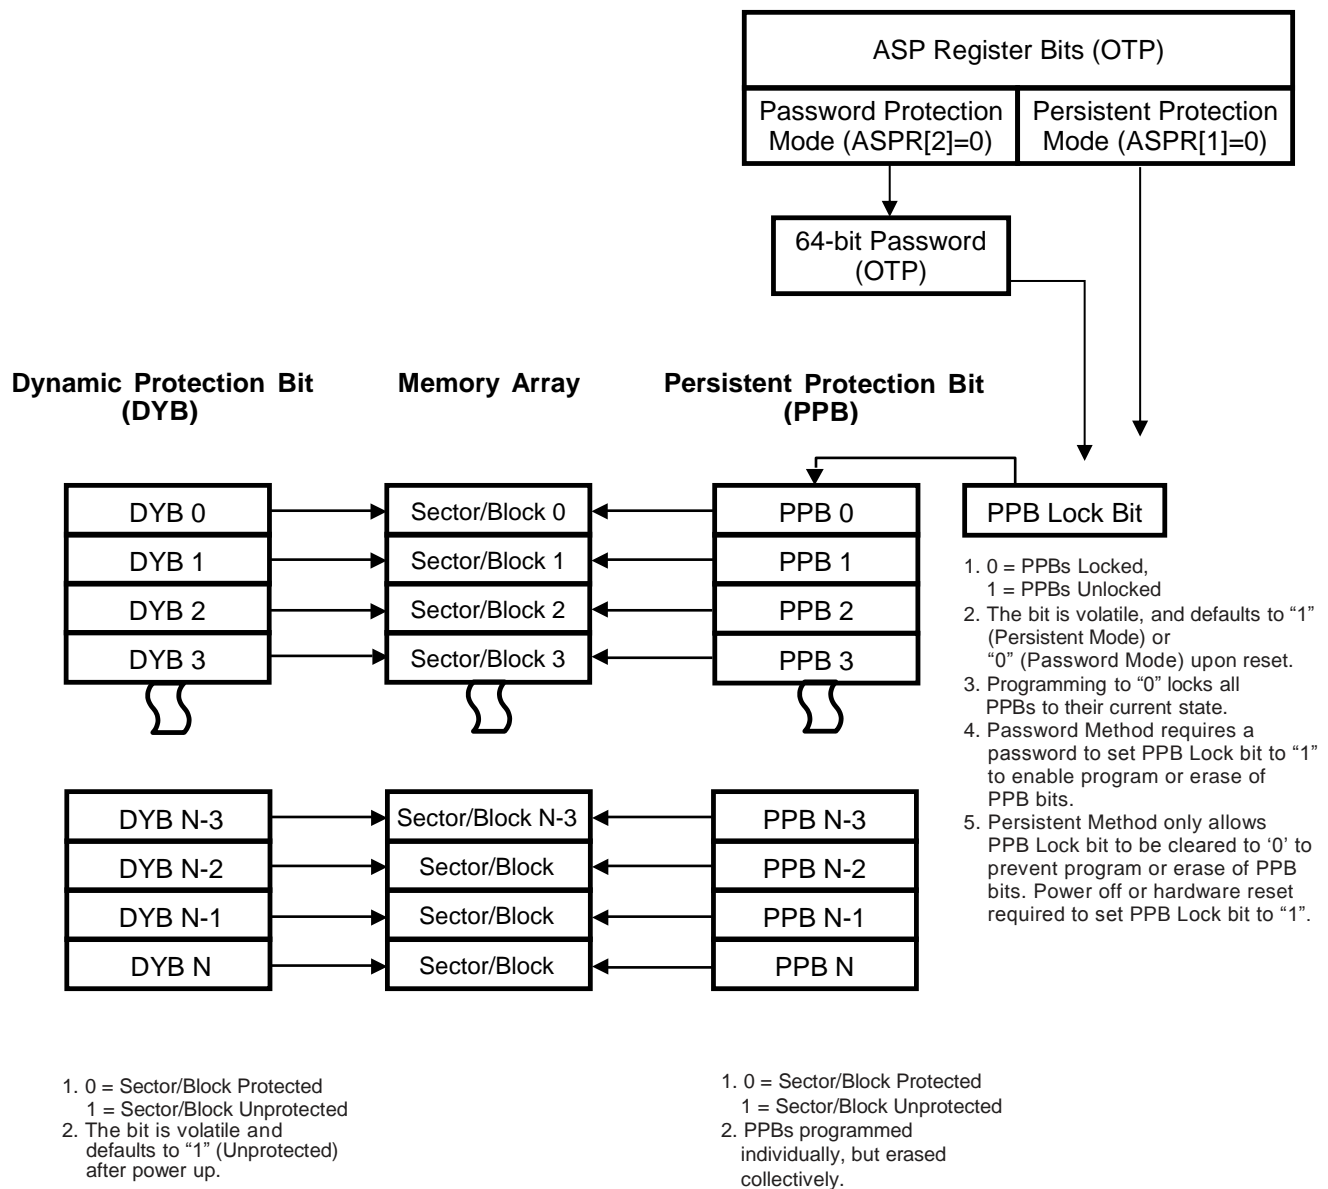 ASP Register Bits (OTP)
Password Protection
Mode (ASPR[2]=0)
Persistent Protection
Mode (ASPR[1]=0)
64-bit Password
(OTP)
Dynamic Protection Bit
(DYB)
Memory Array
Persistent Protection Bit
(PPB)
DYB 0
Sector/Block 0
PPB 0
PPB Lock Bit
DYB 1
Sector/Block 1
PPB 1
DYB 2
Sector/Block 2
PPB 2
DYB 3
Sector/Block 3
PPB 3
1. 0 = PPBs Locked,
1 = PPBs Unlocked
2. The bit is volatile, and defaults to “1”
(Persistent Mode) or
“0” (Password Mode) upon reset.
3. Programming to “0” locks all
PPBs to their current state.
4. Password Method requires a
password to set PPB Lock bit to “1”
to enable program or erase of
PPB bits.
5. Persistent Method only allows
PPB Lock bit to be cleared to ‘0’ to
prevent program or erase of PPB
bits. Power off or hardware reset
required to set PPB Lock bit to “1”.
DYB N-3
Sector/Block N-3
PPB N-3
DYB N-2
Sector/Block
PPB N-2
DYB N-1
Sector/Block
PPB N-1
DYB N
Sector/Block
PPB N
1. 0 = Sector/Block Protected
1 = Sector/Block Unprotected
2. The bit is volatile and
defaults to “1” (Unprotected)
after power up.
1. 0 = Sector/Block Protected
1 = Sector/Block Unprotected
2. PPBs programmed
individually, but erased
collectively.